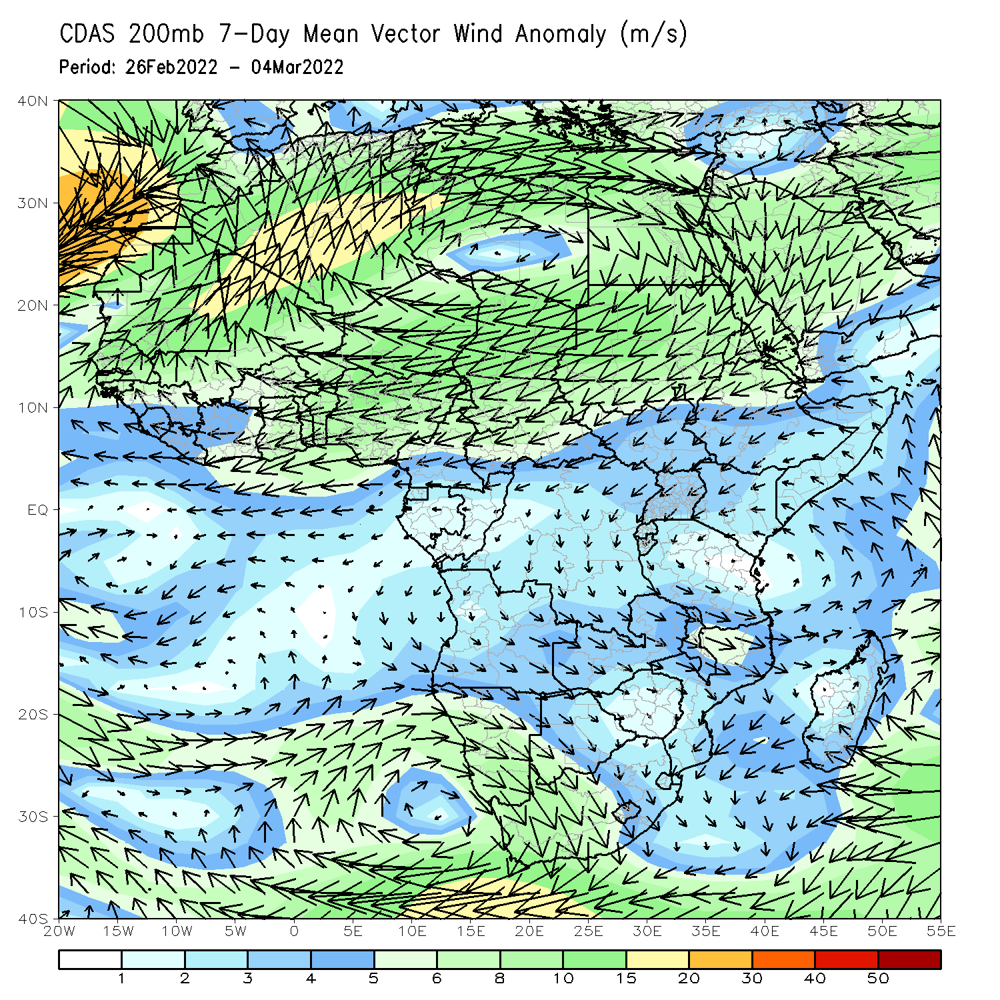 CDAS 200mb 7-Day Mean Vector Wind Anomaly (m/s)
Period: 26Feb2022 - 04Mar2022
40N
30N
20N
10N
EQ
10S
20S
30S
40S
20W 15W 10W 5W 0 5E 10E 15E 20E 25E 30E 35E 40E 45E 50E 55E
1 2 3 4 5 6 8 10 15 20 30 40 50